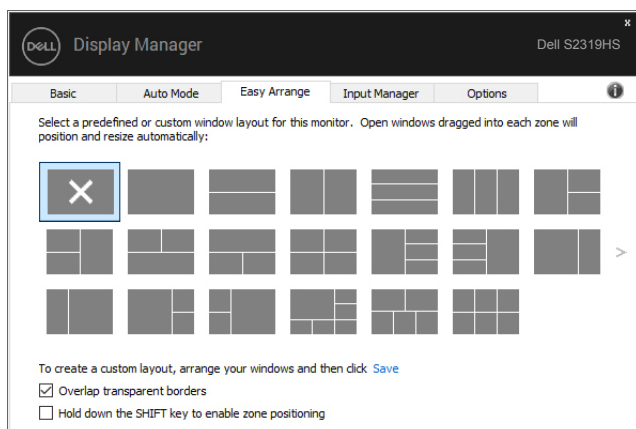 x
DELL Display Manager Dell S2319HS
Basic Auto Mode Easy Arrange Input Manager Options i
Select a predefined or custom window layout for this monitor. Open windows dragged into each zone will
position and resize automatically:
>
To create a custom layout, arrange your windows and then click Save
Overlap transparent borders
Hold down the SHIFT key to enable zone positioning